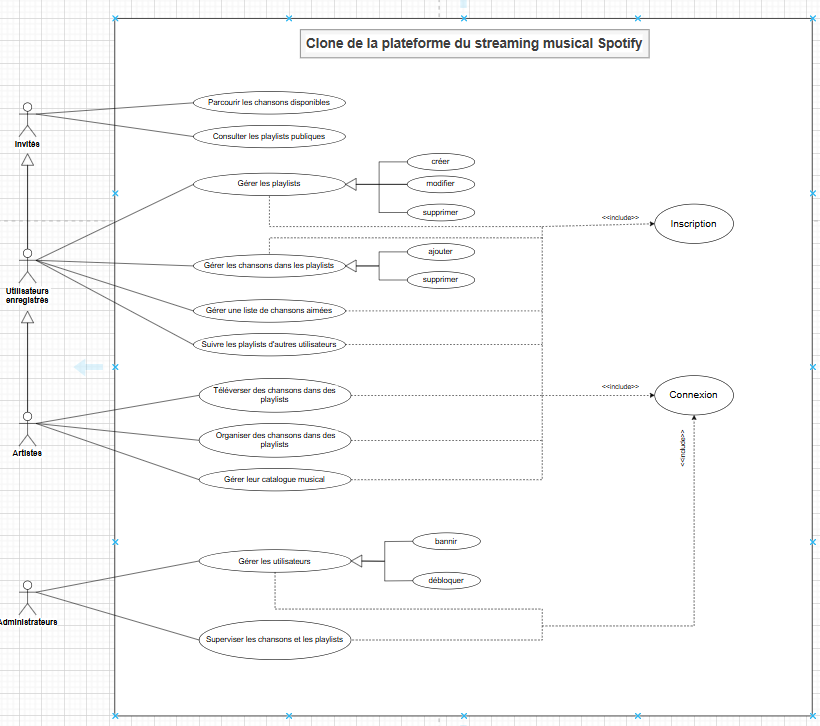 Clone de la plateforme du streaming musical Spotify
Parcourir les chansons disponibles
Invités
Consulter les playlists publiques
créer
Gérer les playlists
modifier
supprimer
<<include>>
Inscription
ajouter
Gérer les chansons dans les playlists
supprimer
Utilisateurs
enregistrés
Gérer une liste de chansons aimées
Suivre les playlists d'autres utilisateurs
Téléverser des chansons dans des
playlists
<<include>>
Connexion
Organiser des chansons dans des
playlists
<<include>>
Artistes
Gérer leur catalogue musical
bannir
Gérer les utilisateurs
débloquer
Administrateurs
Superviser les chansons et les playlists